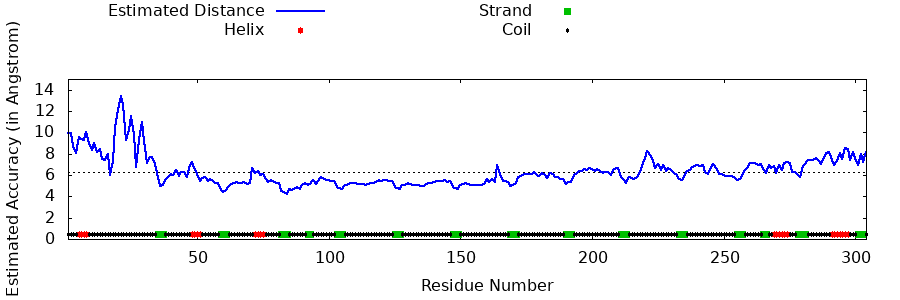 Estimated Distance
Strand
Helix
Coil
Estimated Accuracy (in Angstrom)
14
12
10
8
6
4
2
0
50
100
150
200
250
300
Residue Number